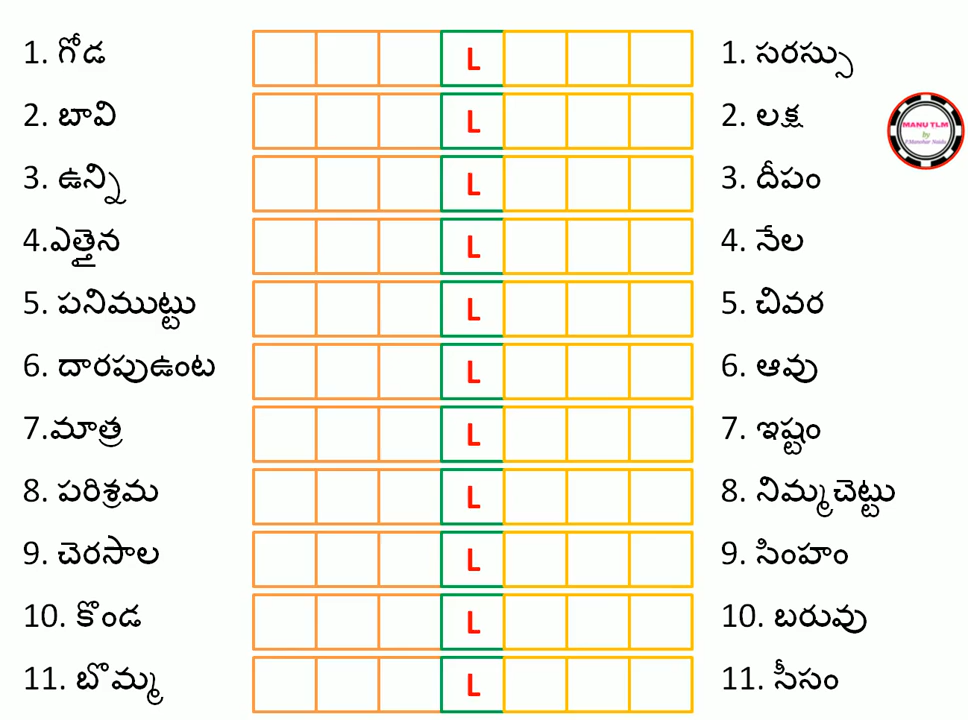 1. గోడ L 1. సరస్సు
2. బావి L 2. లక్ష
3. ఉన్ని L 3. దీపం
4.ఎత్తైన L 4. నేల
5. పనిముట్టు L 5. చివర
6. దారపుఉంట L 6. ఆవు
7.మాత్ర L 7. ఇష్టం
8. పరిశ్రమ L 8. నిమ్మచెట్టు
9. చెరసాల L 9. సింహం
10. కొండ L 10. బరువు
11. బొమ్మ L 11. సీసం
MANU TLM
by